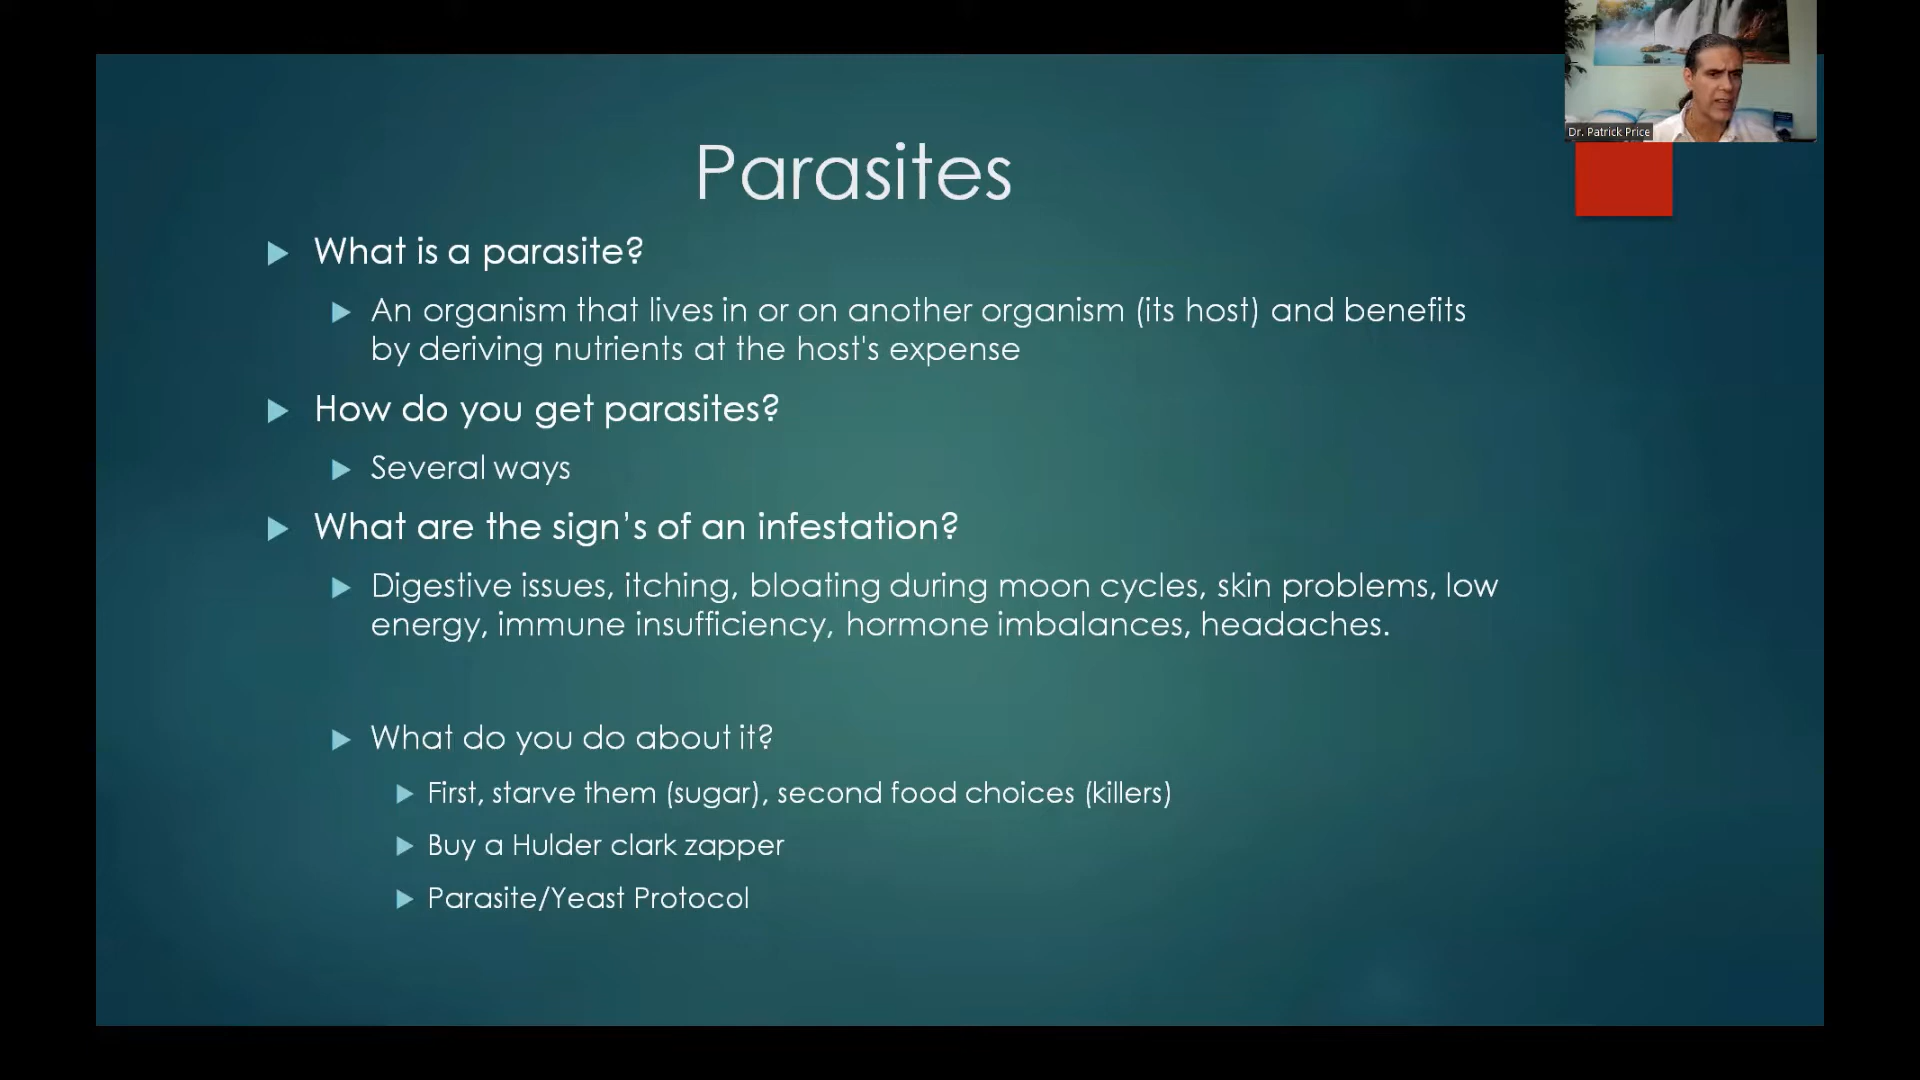 Dr. Patrick Price
Parasites
What is a parasite?
An organism that lives in or on another organism (its host) and benefits
by deriving nutrients at the host's expense
How do you get parasites?
Several ways
What are the sign's of an infestation?
Digestive issues, itching, bloating during moon cycles, skin problems, low
energy, immune insufficiency, hormone imbalances, headaches.
What do you do about it?
First, starve them (sugar), second food choices (killers)
Buy a Hulder clark zapper
Parasite/Yeast Protocol